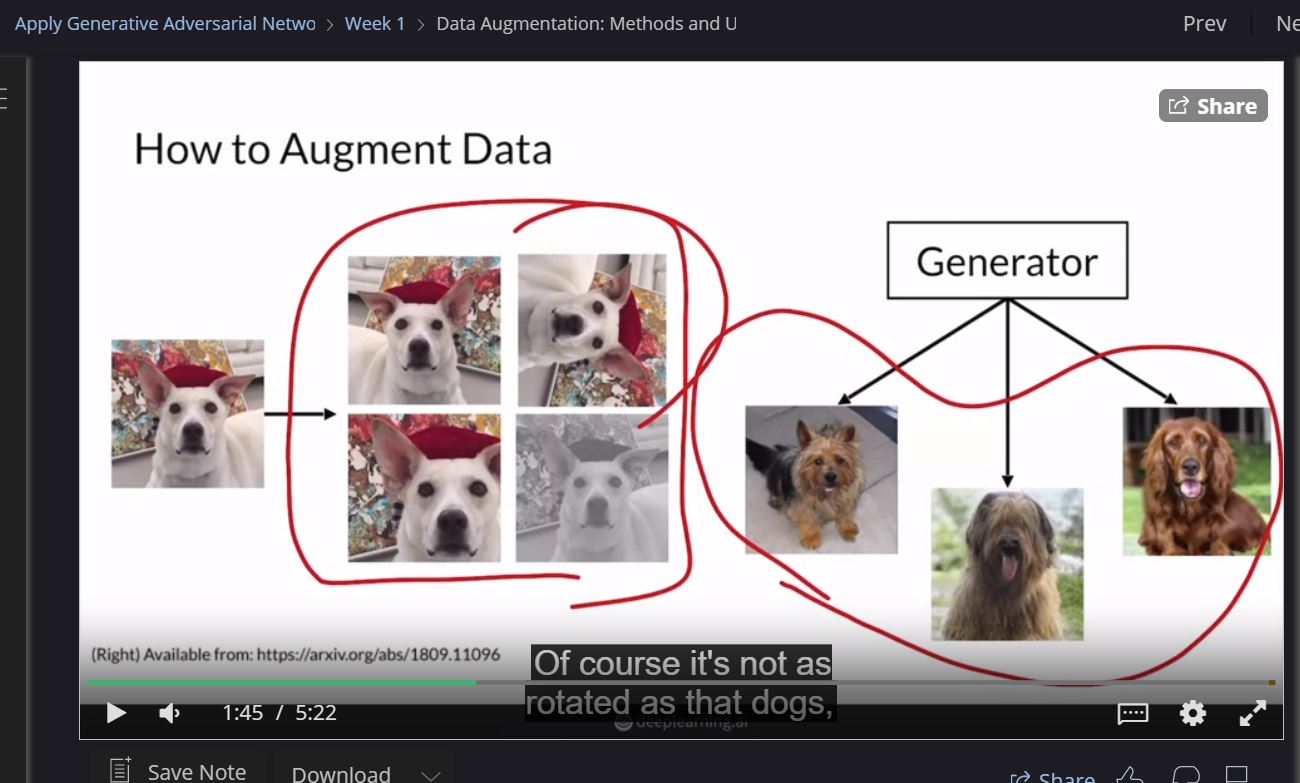 Apply Generative Adversarial Netwo > Week 1 > Data Augmentation: Methods and U
Prev
Ne
Share
How to Augment Data
Generator
(Right) Available from: https://arxiv.org/abs/1809.11096
Of course it's not as
rotated as that dogs,
deeplearning.ai
1:45 / 5:22
Save Note
Download
Share